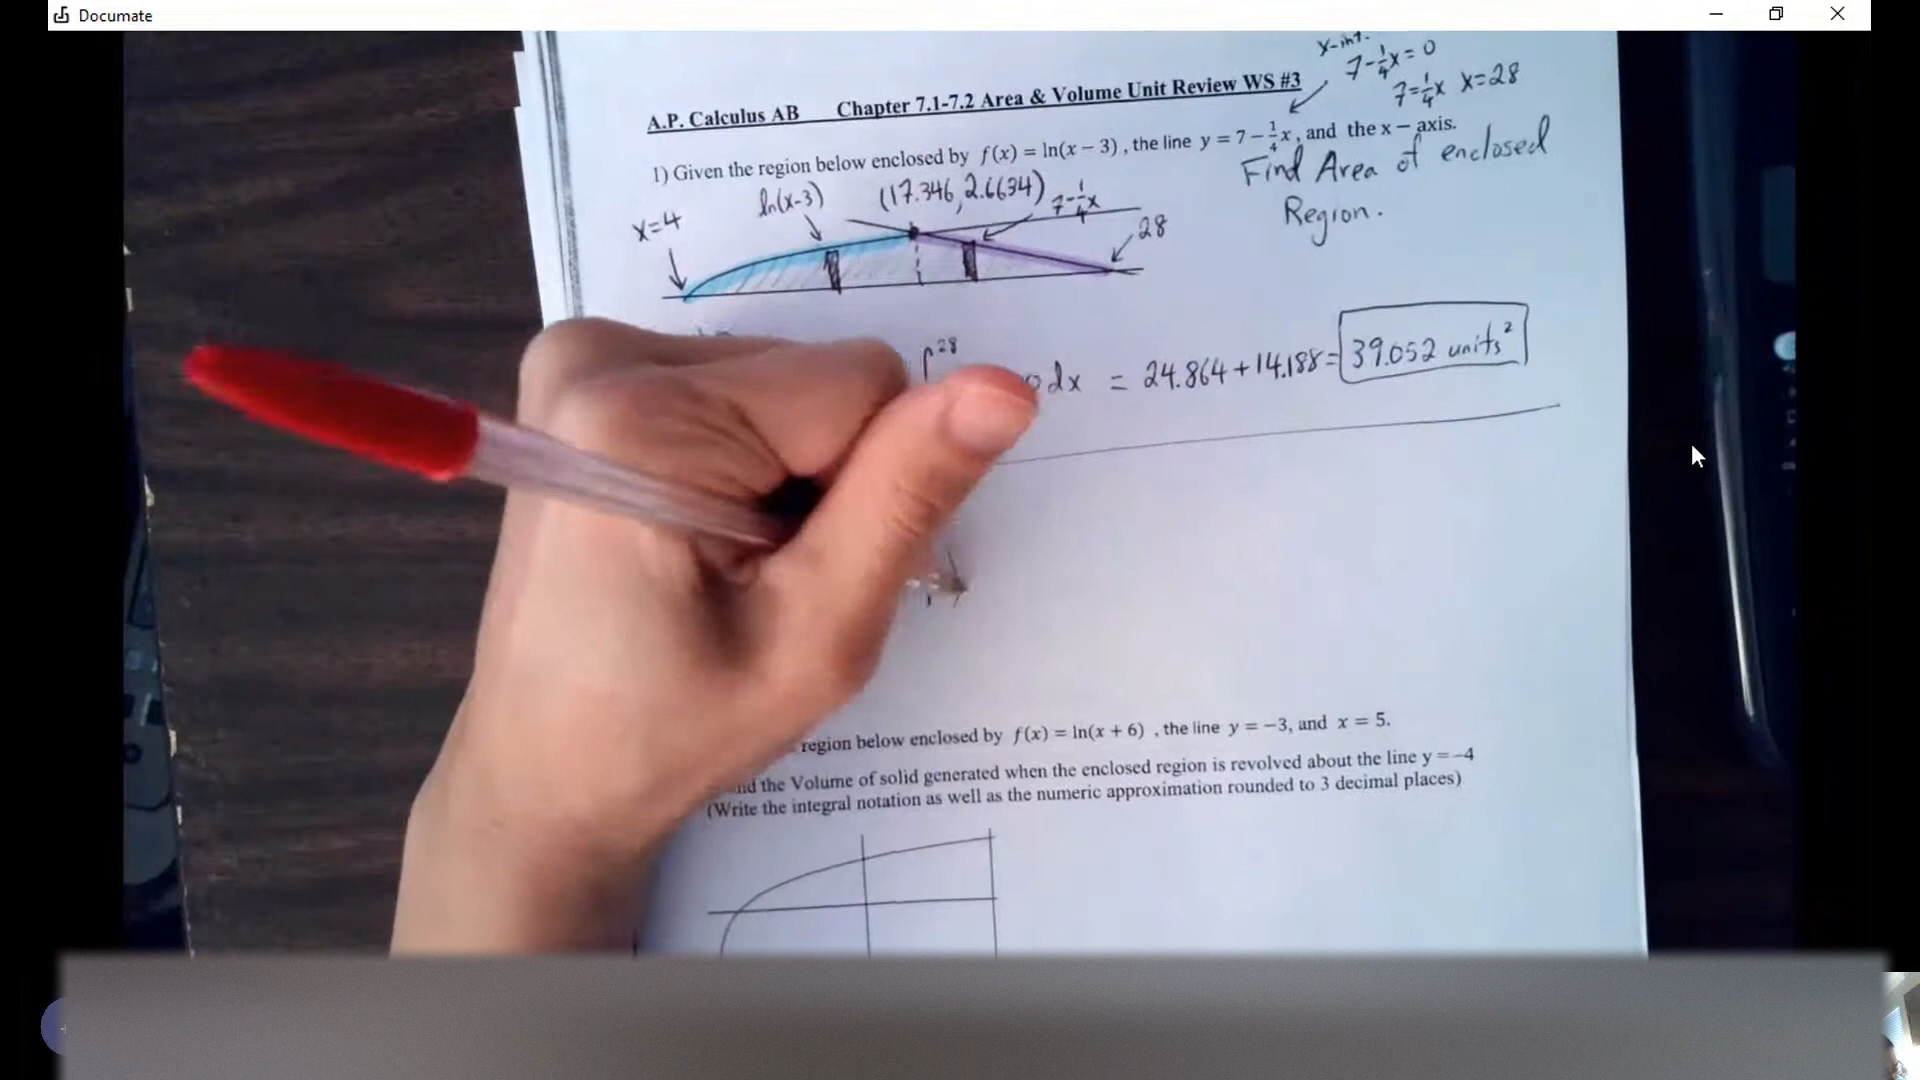 Documate
x-int.
7-1/4x=0
7=1/4x x=28
A.P. Calculus AB Chapter 7.1-7.2 Area & Volume Unit Review WS #3
1) Given the region below enclosed by f(x) = ln(x − 3) , the line y = 7 − 1/4 x , and the x − axis.
Find Area of enclosed
Region.
x=4
ln(x-3)
(17.346, 2.6634)
7-1/4x
28
∫^28 dx = 24.864+14.188= 39.052 units²
region below enclosed by f(x) = ln(x + 6) , the line y = −3, and x = 5.
the Volume of solid generated when the enclosed region is revolved about the line y = −4
(Write the integral notation as well as the numeric approximation rounded to 3 decimal places)